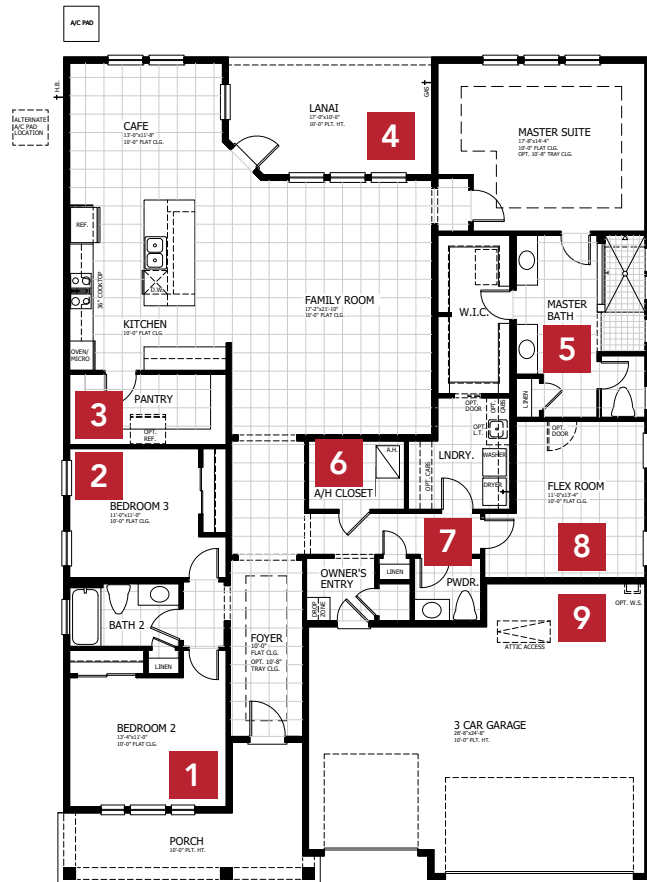 A/C PAD
H.B.
ALTERNATE
A/C PAD
LOCATION
CAFE
13'-0"x11'-8"
10'-0" FLAT CLG.
LANAI
17'-0"x10'-0"
10'-0" PLT. HT.
4
GAS
MASTER SUITE
17'-8"x14'-4"
10'-0" FLAT CLG.
OPT. 10'-8" TRAY CLG.
REF.
36" COOKTOP
D.W.
KITCHEN
10'-0" FLAT CLG.
OVEN/
MICRO
FAMILY ROOM
17'-2"x21'-10"
10'-0" FLAT CLG.
W.I.C.
MASTER
BATH
5
LINEN
3
PANTRY
OPT.
REF.
OPT.
DOOR
OPT.
CABS
OPT.
L.T.
LNDRY.
OPT. CABS
WASHER
DRYER
OPT.
DOOR
2
BEDROOM 3
11'-0"x11'-0"
10'-0" FLAT CLG.
6
A.H.
A/H CLOSET
FLEX ROOM
11'-0"x13'-4"
10'-0" FLAT CLG.
7
8
LINEN
OWNER'S
ENTRY
DROP
ZONE
PWDR.
BATH 2
LINEN
FOYER
10'-0"
FLAT CLG.
OPT. 10'-8"
TRAY CLG.
9
OPT. W.S.
ATTIC ACCESS
BEDROOM 2
13'-4"x11'-0"
10'-0" FLAT CLG.
1
3 CAR GARAGE
28'-8"x24'-8"
10'-0" PLT. HT.
PORCH
10'-0" PLT. HT.